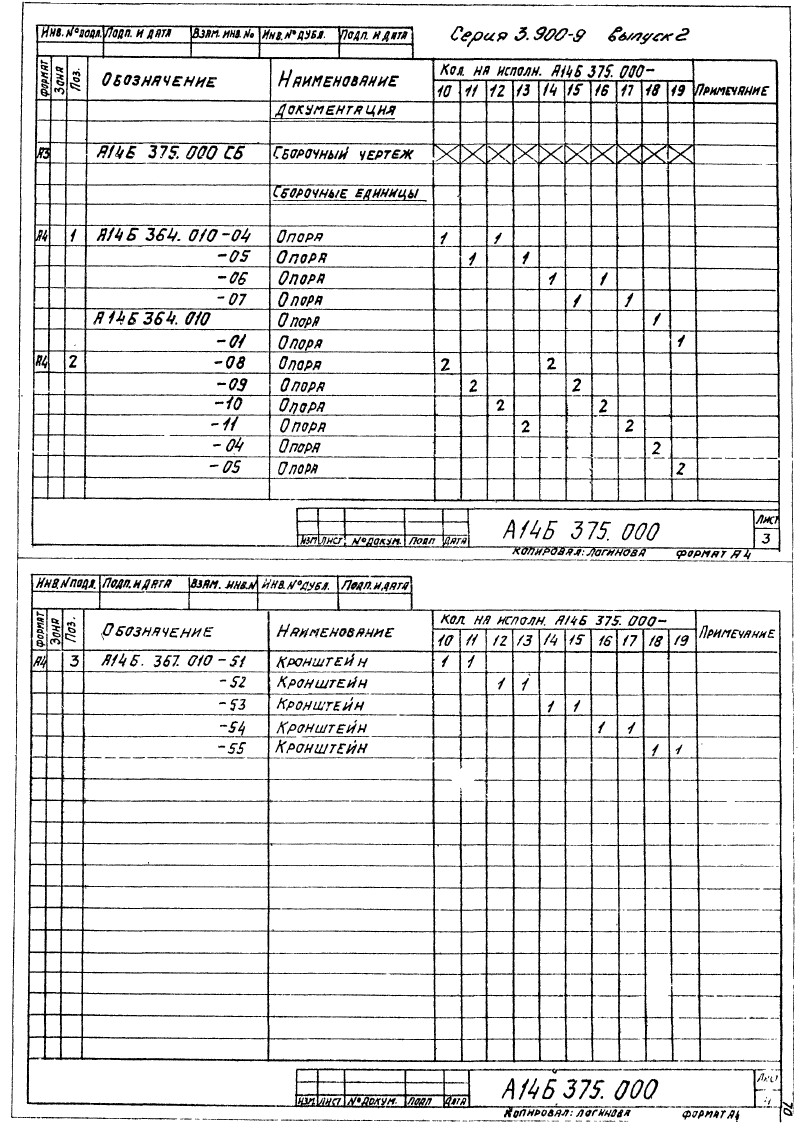 Серия 3.900-9 Выпуск 2
Инв. № подл. Подп. и дата Взам. инв. № Инв. № дубл. Подп. и дата
Формат Зона Поз. Обозначение Наименование Кол. на исполн. А14Б 375.000- Примечание
10 11 12 13 14 15 16 17 18 19
Документация
А3 А14Б 375.000 СБ Сборочный чертеж
Сборочные единицы
А4 1 А14Б 364.010-04 Опора 1 1
-05 Опора 1 1
-06 Опора 1 1
-07 Опора 1 1
А14Б 364.010 Опора 1
-01 Опора 1
А4 2 -08 Опора 2 2
-09 Опора 2 2
-10 Опора 2 2
-11 Опора 2 2
-04 Опора 2
-05 Опора 2
Изм Лист № докум. Подп Дата А14Б 375.000 Лист 3
Копировал: Логинова Формат А4
Инв. № подл. Подп. и дата Взам. инв. № Инв. № дубл. Подп. и дата
Формат Зона Поз. Обозначение Наименование Кол. на исполн. А14Б 375.000- Примечание
10 11 12 13 14 15 16 17 18 19
А4 3 А14Б. 367.010-51 Кронштейн 1 1
-52 Кронштейн 1 1
-53 Кронштейн 1 1
-54 Кронштейн 1 1
-55 Кронштейн 1 1
Изм Лист № докум. Подп Дата А14Б 375.000 Лист 4
Копировал: Логинова Формат А4
70